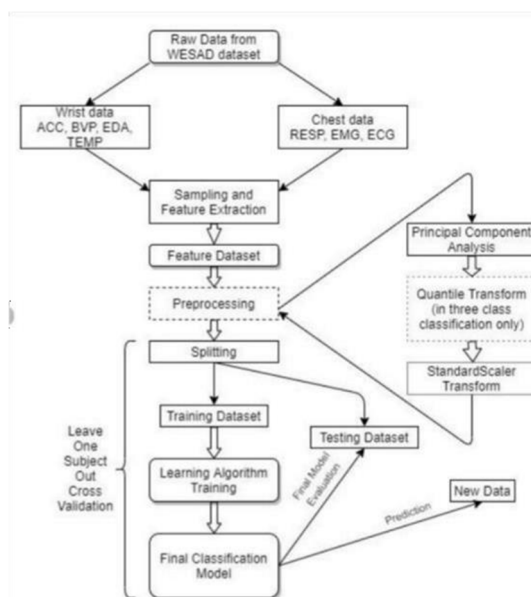 Raw Data from
WESAD dataset
Wrist data
ACC, BVP, EDA,
TEMP
Chest data
RESP, EMG, ECG
Sampling and
Feature Extraction
Feature Dataset
Preprocessing
Principal Component
Analysis
Quantile Transform
(in three class
classification only)
StandardScaler
Transform
Splitting
Training Dataset
Testing Dataset
Leave
One
Subject
Out
Cross
Validation
Learning Algorithm
Training
Final Model
Evaluation
Final Classification
Model
Prediction
New Data